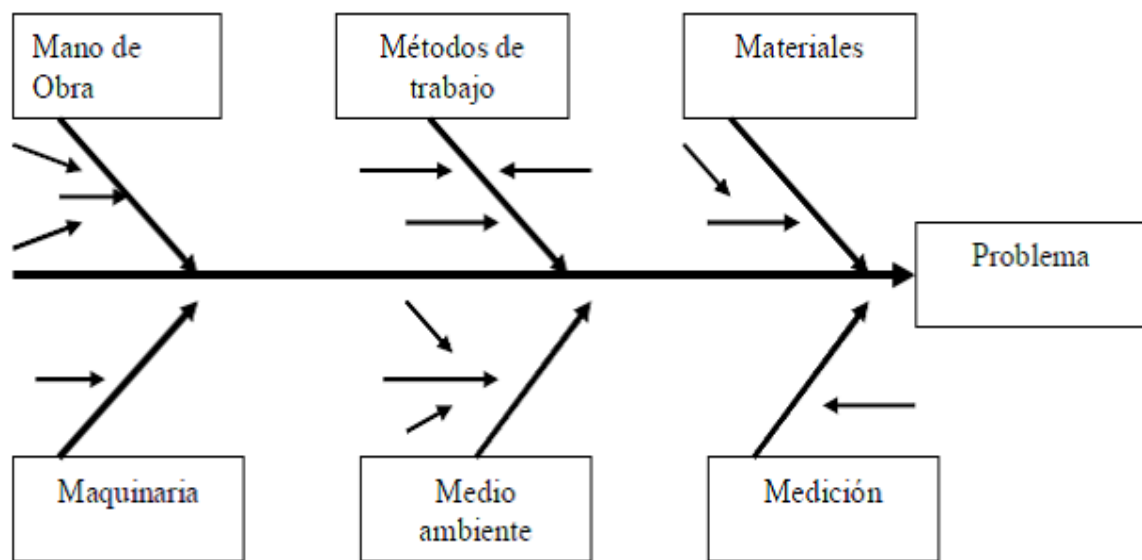 Mano de
Obra
Métodos de
trabajo
Materiales
Problema
Maquinaria
Medio
ambiente
Medición